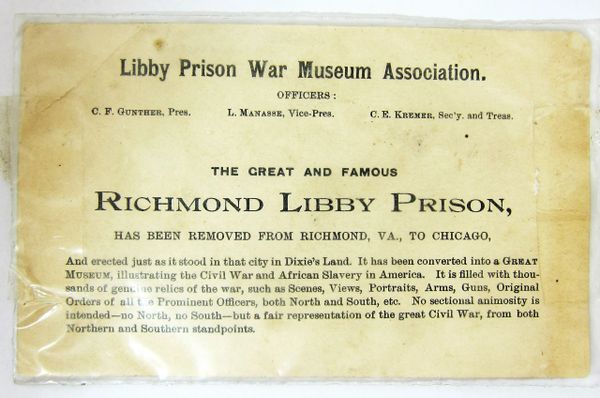 Libby Prison War Museum Association.
OFFICERS:
C. F. GUNTHER, Pres. L. MANASSE, Vice-Pres. C. E. KREMER, Sec'y. and Treas.
THE GREAT AND FAMOUS
RICHMOND LIBBY PRISON,
HAS BEEN REMOVED FROM RICHMOND, VA., TO CHICAGO,
And erected just as it stood in that city in Dixie's Land. It has been converted into a GREAT
MUSEUM, illustrating the Civil War and African Slavery in America. It is filled with thou-
sands of genuine relics of the war, such as Scenes, Views, Portraits, Arms, Guns, Original
Orders of all the Prominent Officers, both North and South, etc. No sectional animosity is
intended—no North, no South—but a fair representation of the great Civil War, from both
Northern and Southern standpoints.